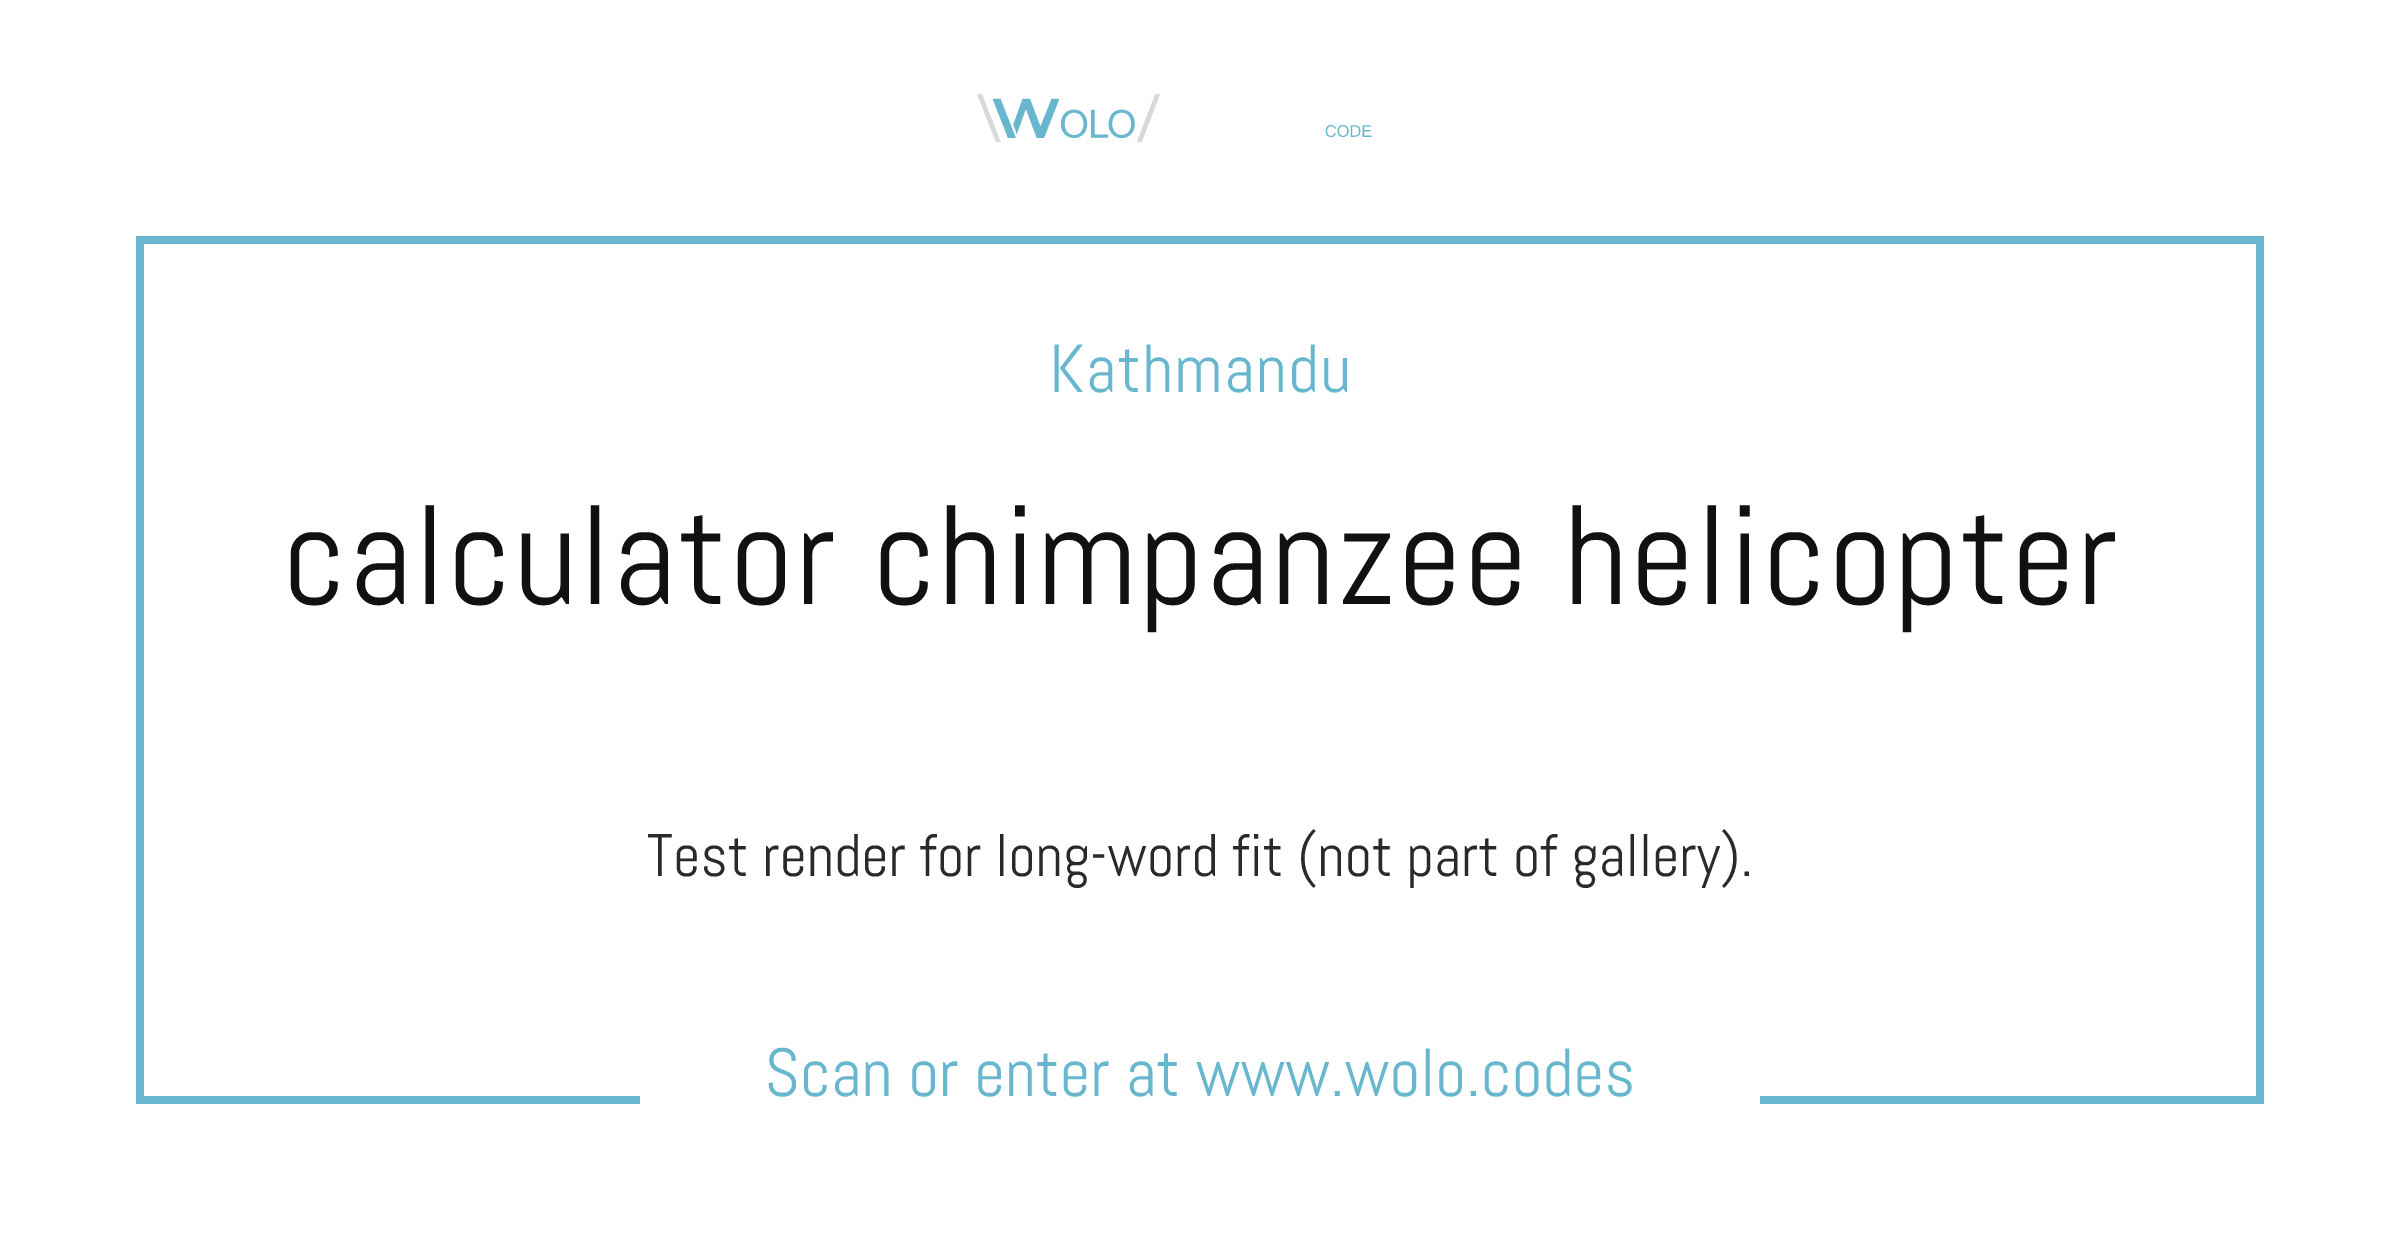 \WOLO/ CODE
Kathmandu
calculator chimpanzee helicopter
Test render for long-word fit (not part of gallery).
Scan or enter at www.wolo.codes